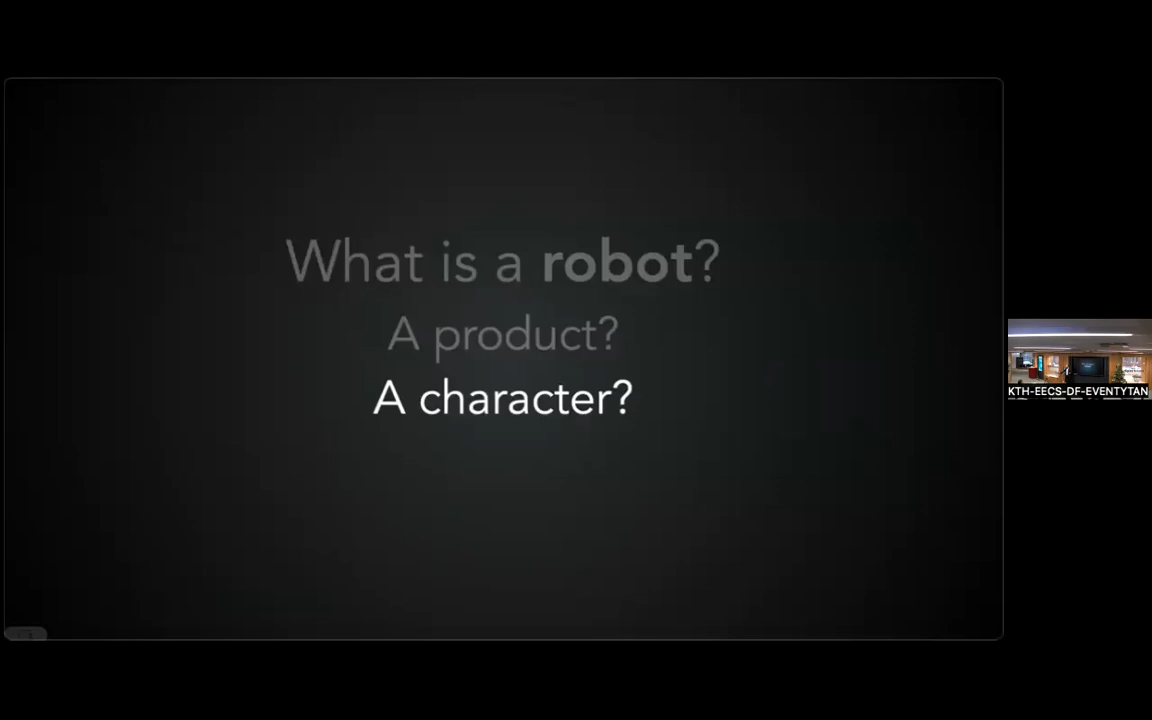 What is a robot?
A product?
A character?
KTH-EECS-DF-EVENTYTAN